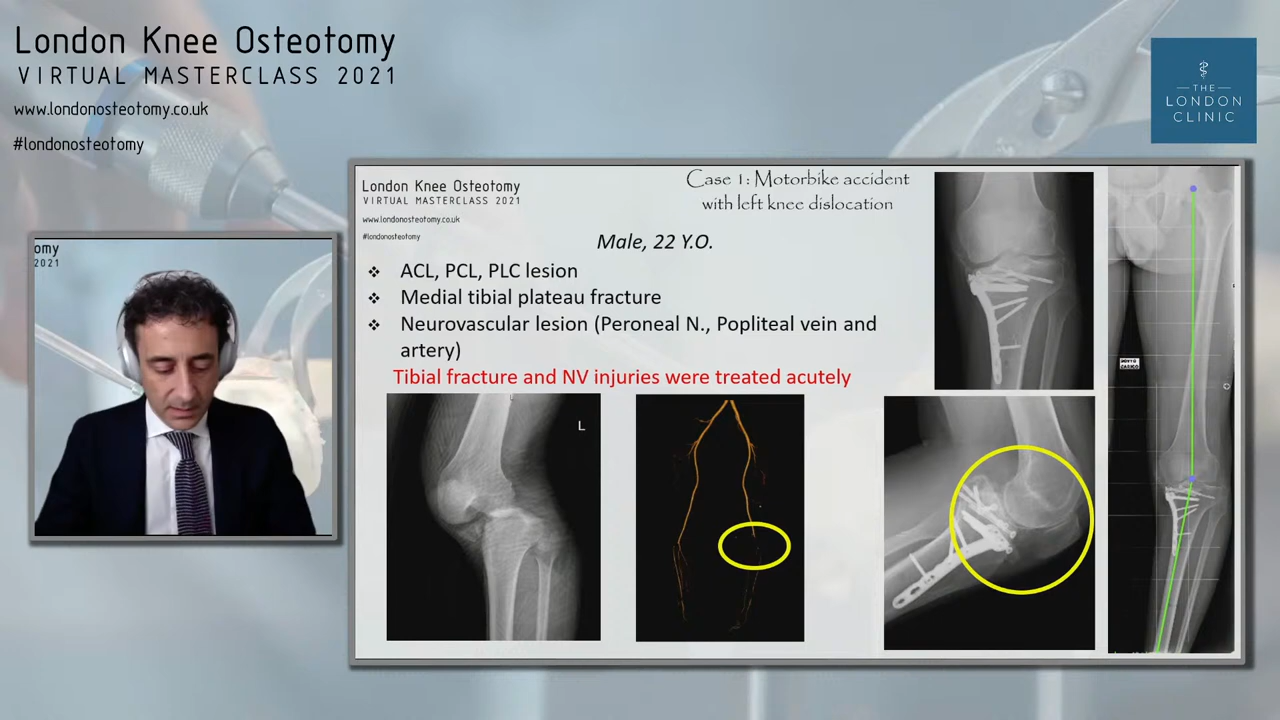 London Knee Osteotomy
VIRTUAL MASTERCLASS 2021
www.londonosteotomy.co.uk
#londonosteotomy
THE
LONDON
CLINIC
omy
2021
London Knee Osteotomy
VIRTUAL MASTERCLASS 2021
www.londonosteotomy.co.uk
#londonosteotomy
Case 1: Motorbike accident
with left knee dislocation
Male, 22 Y.O.
❖ ACL, PCL, PLC lesion
❖ Medial tibial plateau fracture
❖ Neurovascular lesion (Peroneal N., Popliteal vein and
artery)
Tibial fracture and NV injuries were treated acutely
L